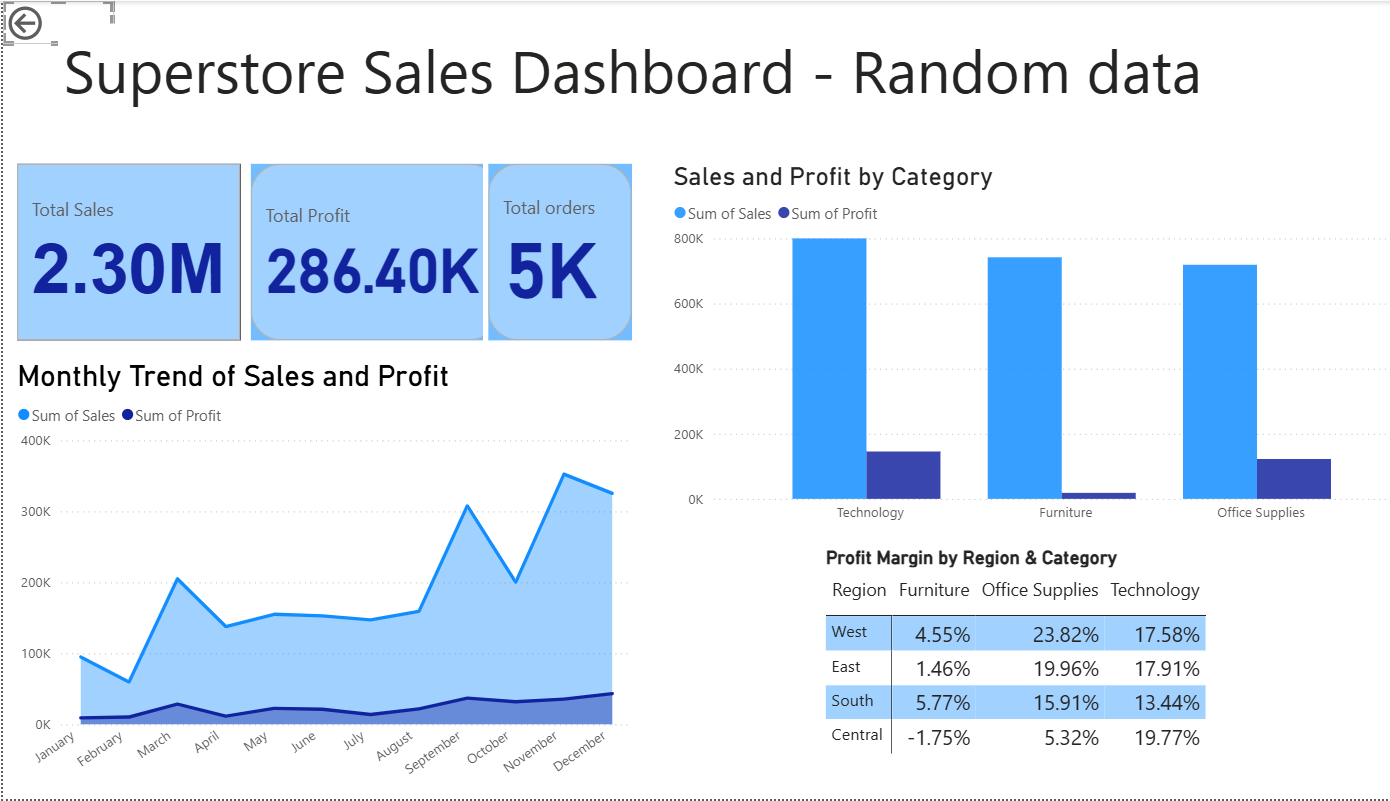 Superstore Sales Dashboard - Random data
Total Sales
2.30M
Total Profit
286.40K
Total orders
5K
Monthly Trend of Sales and Profit
Sum of Sales Sum of Profit
400K
300K
200K
100K
0K
January February March April May June July August September October November December
Sales and Profit by Category
Sum of Sales Sum of Profit
800K
600K
400K
200K
0K
Technology Furniture Office Supplies
Profit Margin by Region & Category
Region Furniture Office Supplies Technology
West 4.55% 23.82% 17.58%
East 1.46% 19.96% 17.91%
South 5.77% 15.91% 13.44%
Central -1.75% 5.32% 19.77%